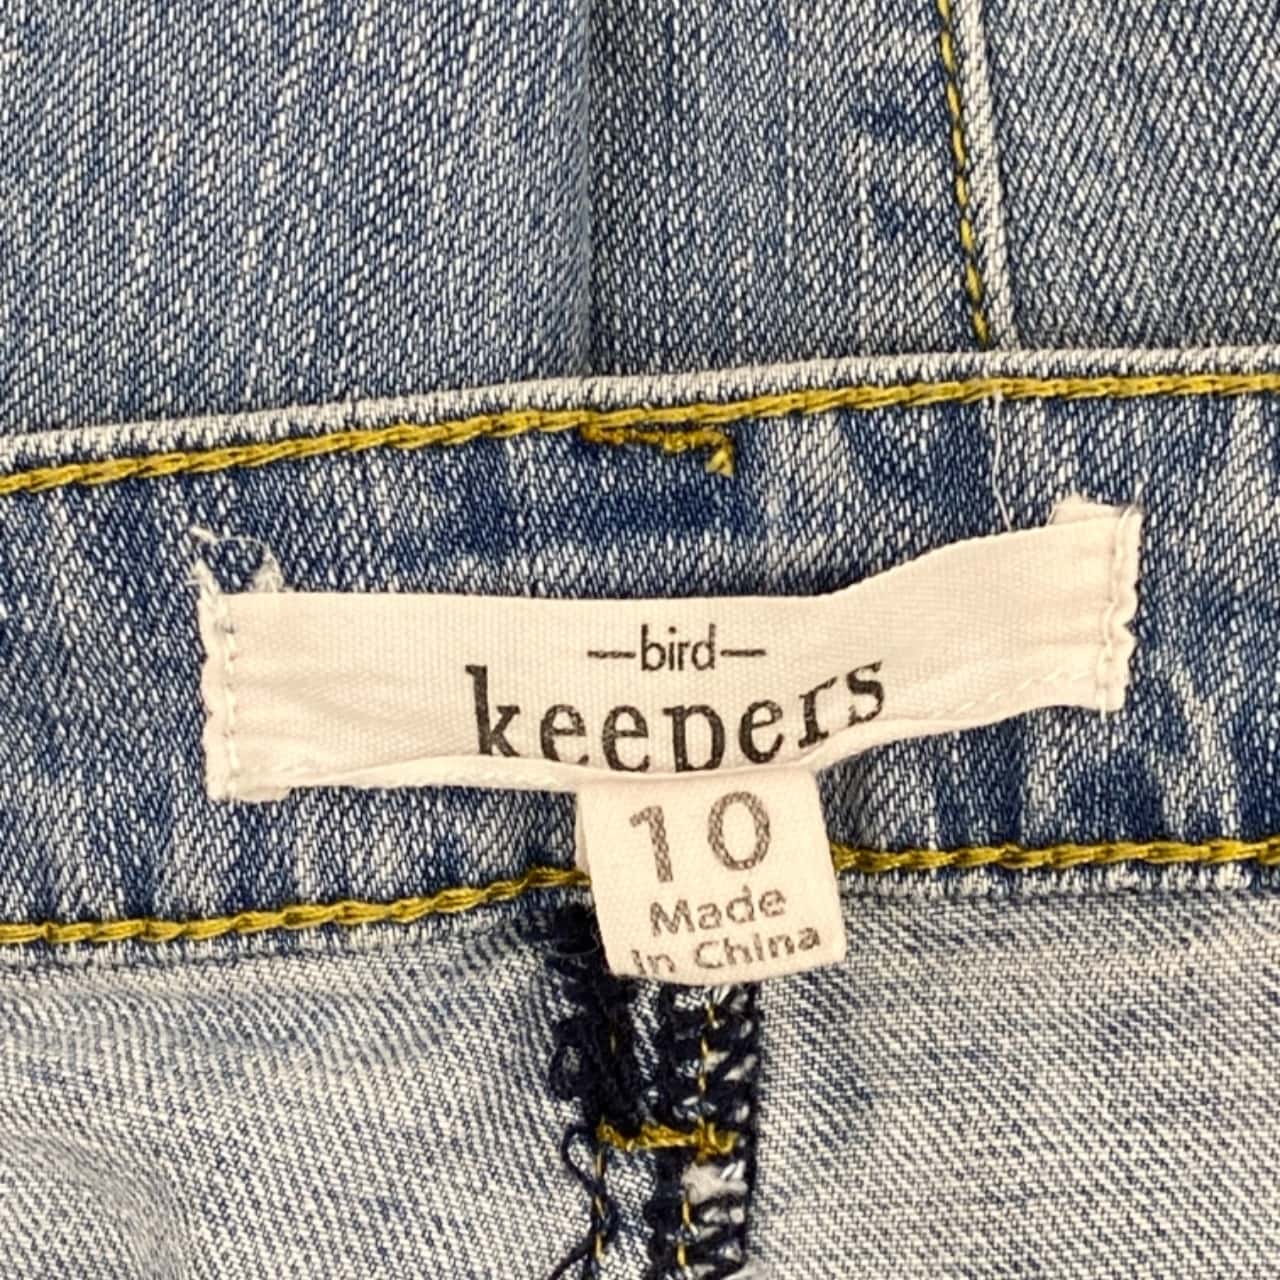 —bird—
keepers
10
Made
in China